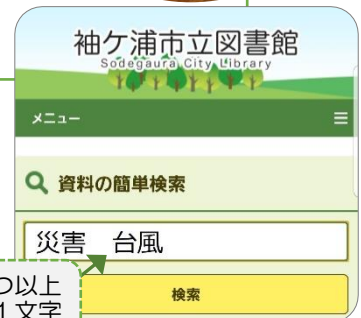 袖ケ浦市立図書館
Sodegaura City Library
メニュー
資料の簡単検索
災害　台風
つ以上
検索
1文字